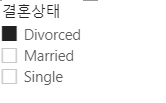 결혼상태
Divorced
Married
Single